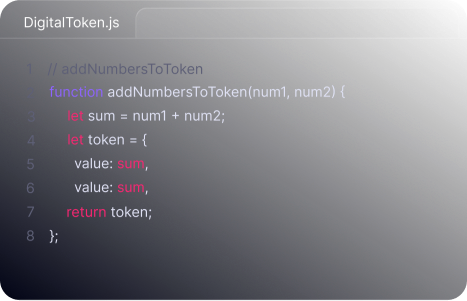 DigitalToken.js
1 // addNumbersToToken
function addNumbersToToken(num1, num2) {
3 let sum = num1 + num2;
4 let token = {
5 value: sum,
6 value: sum,
7 return token;
8 };